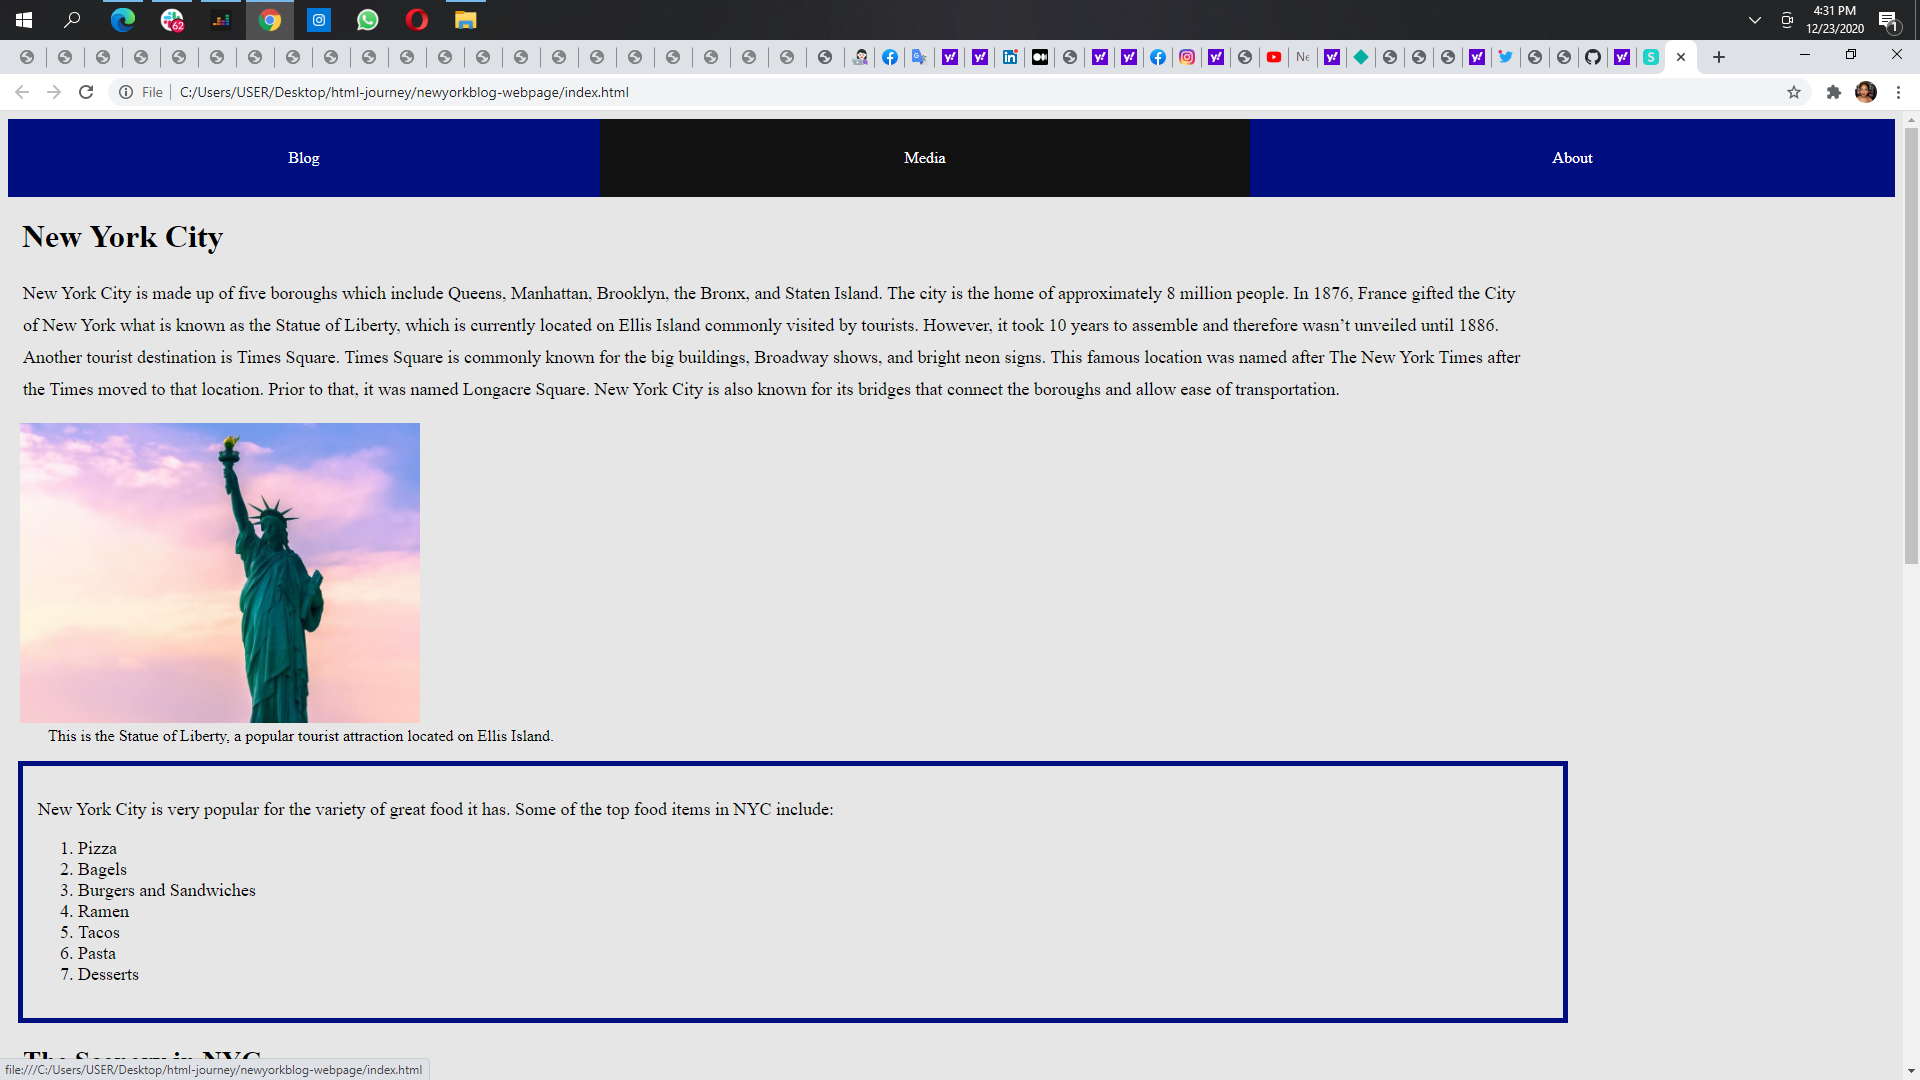 62
4:31 PM
12/23/2020
1
Ne
File
C:/Users/USER/Desktop/html-journey/newyorkblog-webpage/index.html
Blog
Media
About
New York City
New York City is made up of five boroughs which include Queens, Manhattan, Brooklyn, the Bronx, and Staten Island. The city is the home of approximately 8 million people. In 1876, France gifted the City
of New York what is known as the Statue of Liberty, which is currently located on Ellis Island commonly visited by tourists. However, it took 10 years to assemble and therefore wasn’t unveiled until 1886.
Another tourist destination is Times Square. Times Square is commonly known for the big buildings, Broadway shows, and bright neon signs. This famous location was named after The New York Times after
the Times moved to that location. Prior to that, it was named Longacre Square. New York City is also known for its bridges that connect the boroughs and allow ease of transportation.
This is the Statue of Liberty, a popular tourist attraction located on Ellis Island.
New York City is very popular for the variety of great food it has. Some of the top food items in NYC include:
1. Pizza
2. Bagels
3. Burgers and Sandwiches
4. Ramen
5. Tacos
6. Pasta
7. Desserts
The Scenery in NYC
file:///C:/Users/USER/Desktop/html-journey/newyorkblog-webpage/index.html